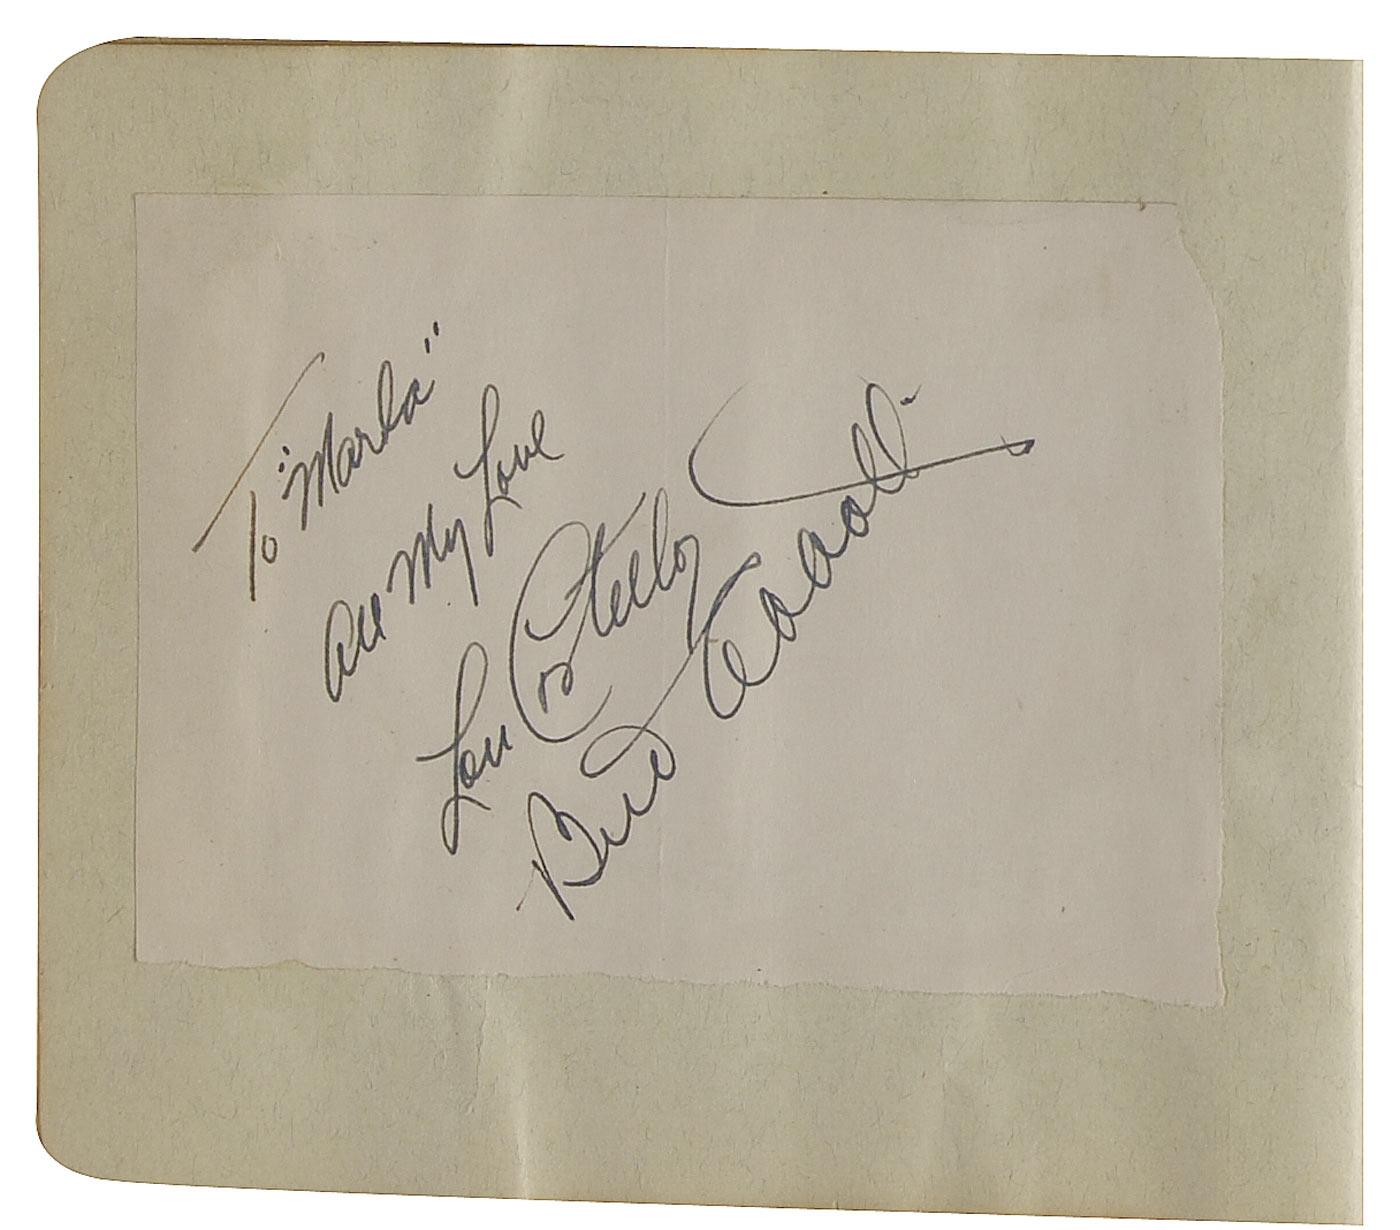 To "Marla"
All My Love
Lou Costello
Bud Abbott